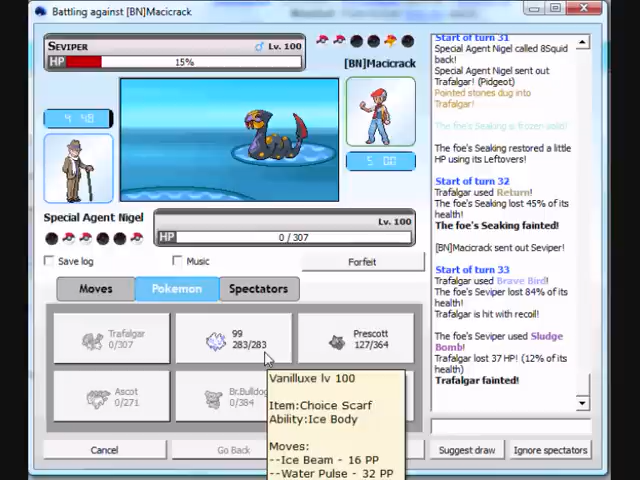 Battling against [BN]Macicrack
SEVIPER
Lv. 100
HP
15%
[BN]Macicrack
4 48
5 00
Special Agent Nigel
Lv. 100
HP
0 / 307
Save log
Music
Forfeit
Moves
Pokemon
Spectators
Trafalgar
0/307
99
283/283
Prescott
127/364
Ascot
0/271
Br.Bulldog
0/384
Vanilluxe lv 100
Item:Choice Scarf
Ability:Ice Body
Moves:
--Ice Beam - 16 PP
--Water Pulse - 32 PP
Cancel
Go Back
Suggest draw
Ignore spectators
Start of turn 31
Special Agent Nigel called 8Squid
back!
Special Agent Nigel sent out
Trafalgar! (Pidgeot)
Pointed stones dug into
Trafalgar!
The foe's Seaking is frozen solid!
The foe's Seaking restored a little
HP using its Leftovers!
Start of turn 32
Trafalgar used Return!
The foe's Seaking lost 45% of its
health!
The foe's Seaking fainted!
[BN]Macicrack sent out Seviper!
Start of turn 33
Trafalgar used Brave Bird!
The foe's Seviper lost 84% of its
health!
Trafalgar is hit with recoil!
The foe's Seviper used Sludge
Bomb!
Trafalgar lost 37 HP! (12% of its
health)
Trafalgar fainted!